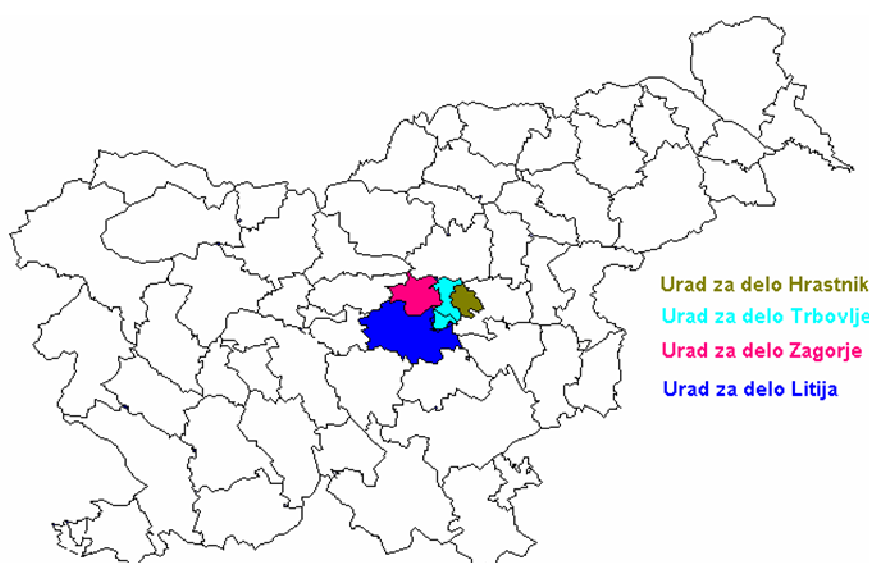 Urad za delo Hrastnik
Urad za delo Trbovlje
Urad za delo Zagorje
Urad za delo Litija